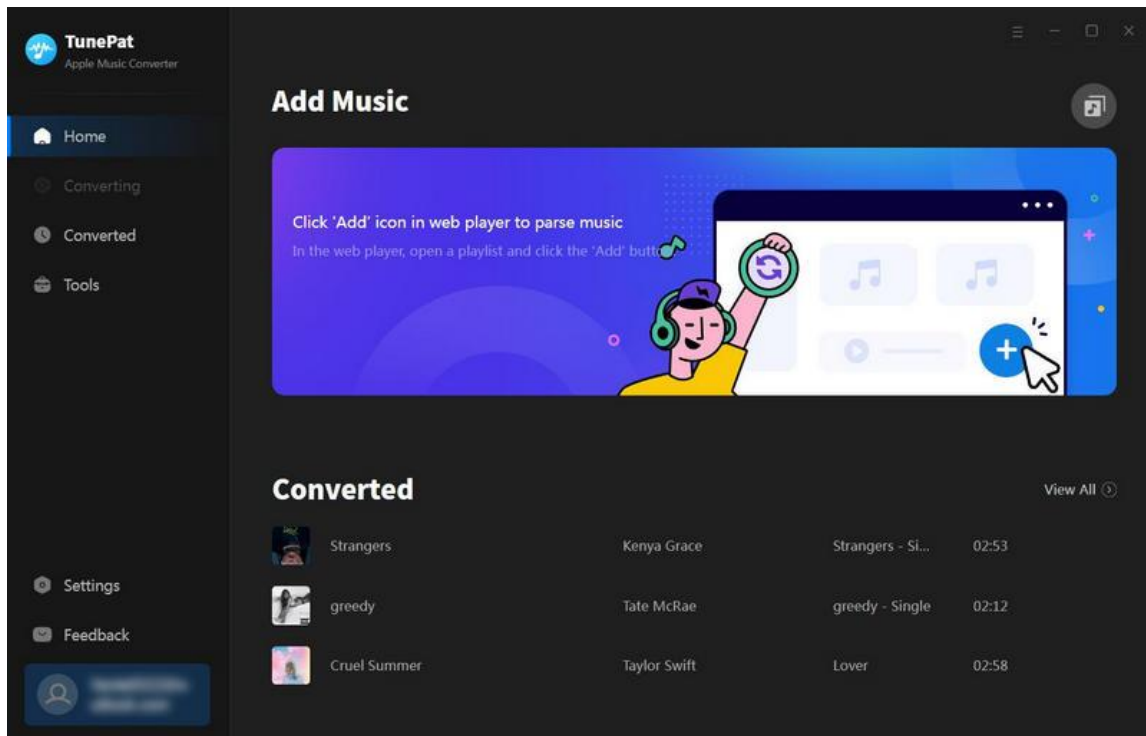 TunePat
Apple Music Converter
Home
Converting
Converted
Tools
Settings
Feedback
Add Music
Click 'Add' icon in web player to parse music
In the web player, open a playlist and click the 'Add'
Converted
View All
Strangers Kenya Grace Strangers - Si... 02:53
greedy Tate McRae greedy - Single 02:12
Cruel Summer Taylor Swift Lover 02:58